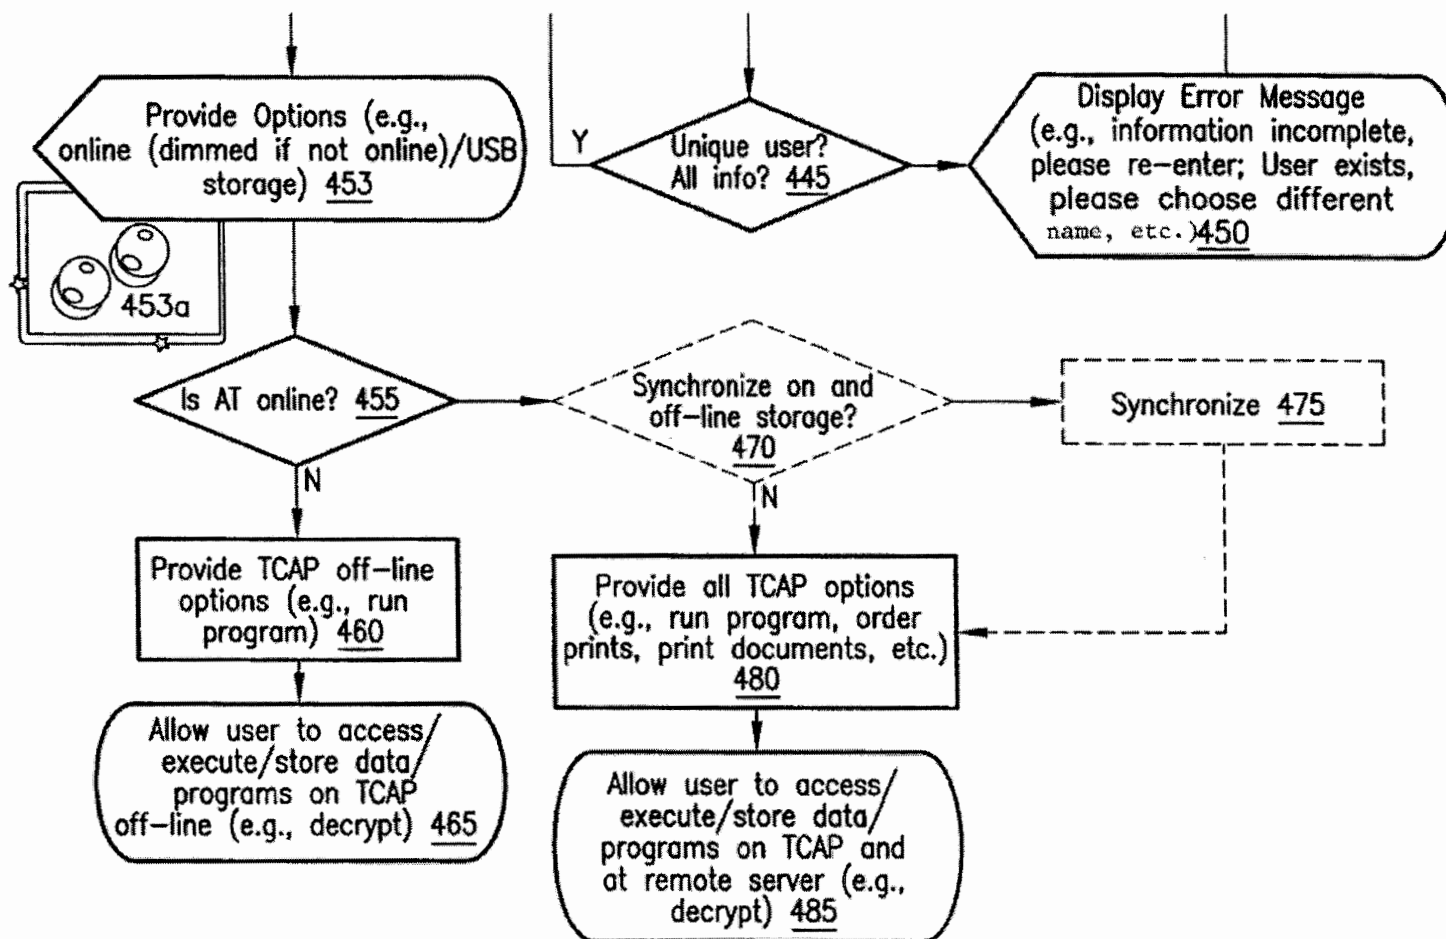 Provide Options (e.g.,
online (dimmed if not online)/USB
storage) 453
453a
Y
Unique user?
All info? 445
Display Error Message
(e.g., information incomplete,
please re-enter; User exists,
please choose different
name, etc.)450
Is AT online? 455
N
Synchronize on and
off-line storage?
470
N
Synchronize 475
Provide TCAP off-line
options (e.g., run
program) 460
Provide all TCAP options
(e.g., run program, order
prints, print documents, etc.)
480
Allow user to access/
execute/store data/
programs on TCAP
off-line (e.g., decrypt) 465
Allow user to access/
execute/store data/
programs on TCAP and
at remote server (e.g.,
decrypt) 485